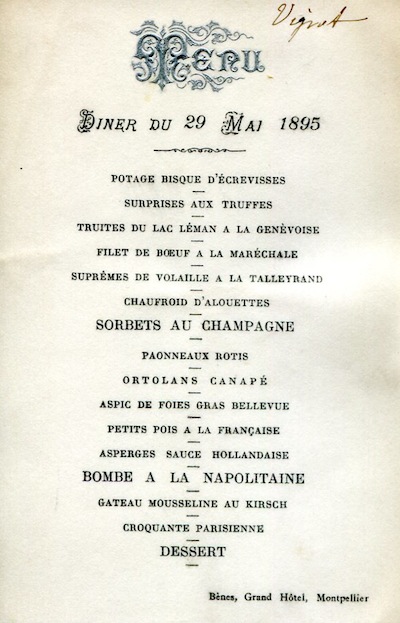 Vigot
Menu
DINER DU 29 MAI 1895
POTAGE BISQUE D'ÉCREVISSES
SURPRISES AUX TRUFFES
TRUITES DU LAC LÉMAN A LA GENÈVOISE
FILET DE BŒUF A LA MARÉCHALE
SUPRÉMES DE VOLAILLE A LA TALLEYRAND
CHAUFROID D'ALOUETTES
SORBETS AU CHAMPAGNE
PAONNEAUX ROTIS
ORTOLANS CANAPÉ
ASPIC DE FOIES GRAS BELLEVUE
PETITS POIS A LA FRANÇAISE
ASPERGES SAUCE HOLLANDAISE
BOMBE A LA NAPOLITAINE
GATEAU MOUSSELINE AU KIRSCH
CROQUANTE PARISIENNE
DESSERT
Bènes, Grand Hôtel, Montpellier